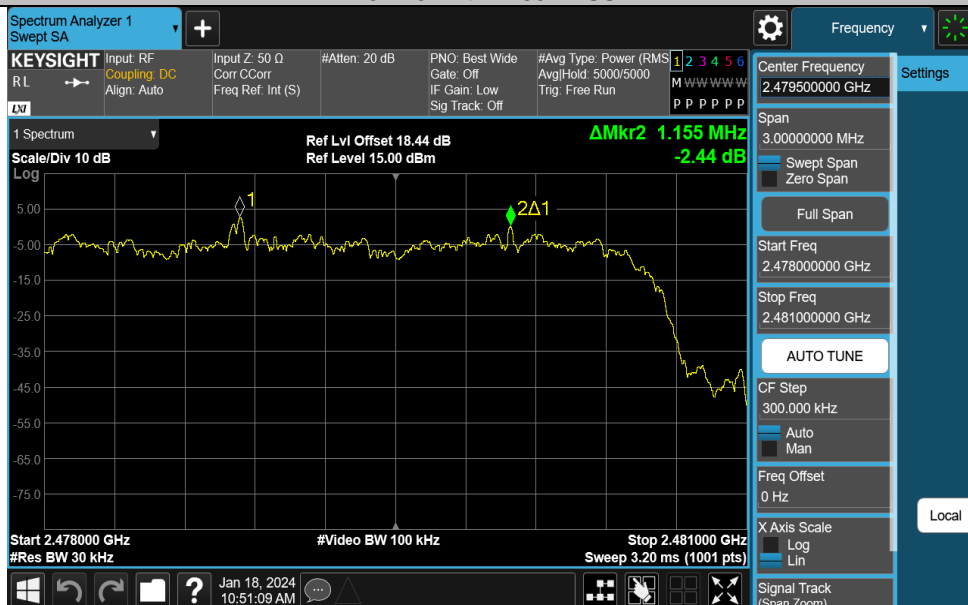 Spectrum Analyzer 1
Swept SA
Frequency
KEYSIGHT
RL
LXI
Input: RF
Coupling: DC
Align: Auto
Input Z: 50 Ω
Corr CCorr
Freq Ref: Int (S)
#Atten: 20 dB
PNO: Best Wide
Gate: Off
IF Gain: Low
Sig Track: Off
#Avg Type: Power (RMS
Avg|Hold: 5000/5000
Trig: Free Run
1 2 3 4 5 6
M W W W W W
P P P P P P
Settings
Center Frequency
2.479500000 GHz
Span
3.00000000 MHz
Swept Span
Zero Span
Full Span
Start Freq
2.478000000 GHz
Stop Freq
2.481000000 GHz
AUTO TUNE
CF Step
300.000 kHz
Auto
Man
Freq Offset
0 Hz
X Axis Scale
Log
Lin
Signal Track
(Span Zoom)
Local
1 Spectrum
Scale/Div 10 dB
Log
Ref Lvl Offset 18.44 dB
Ref Level 15.00 dBm
ΔMkr2 1.155 MHz
-2.44 dB
1
2Δ1
5.00
-5.00
-15.0
-25.0
-35.0
-45.0
-55.0
-65.0
-75.0
Start 2.478000 GHz
#Res BW 30 kHz
#Video BW 100 kHz
Stop 2.481000 GHz
Sweep 3.20 ms (1001 pts)
?
Jan 18, 2024
10:51:09 AM